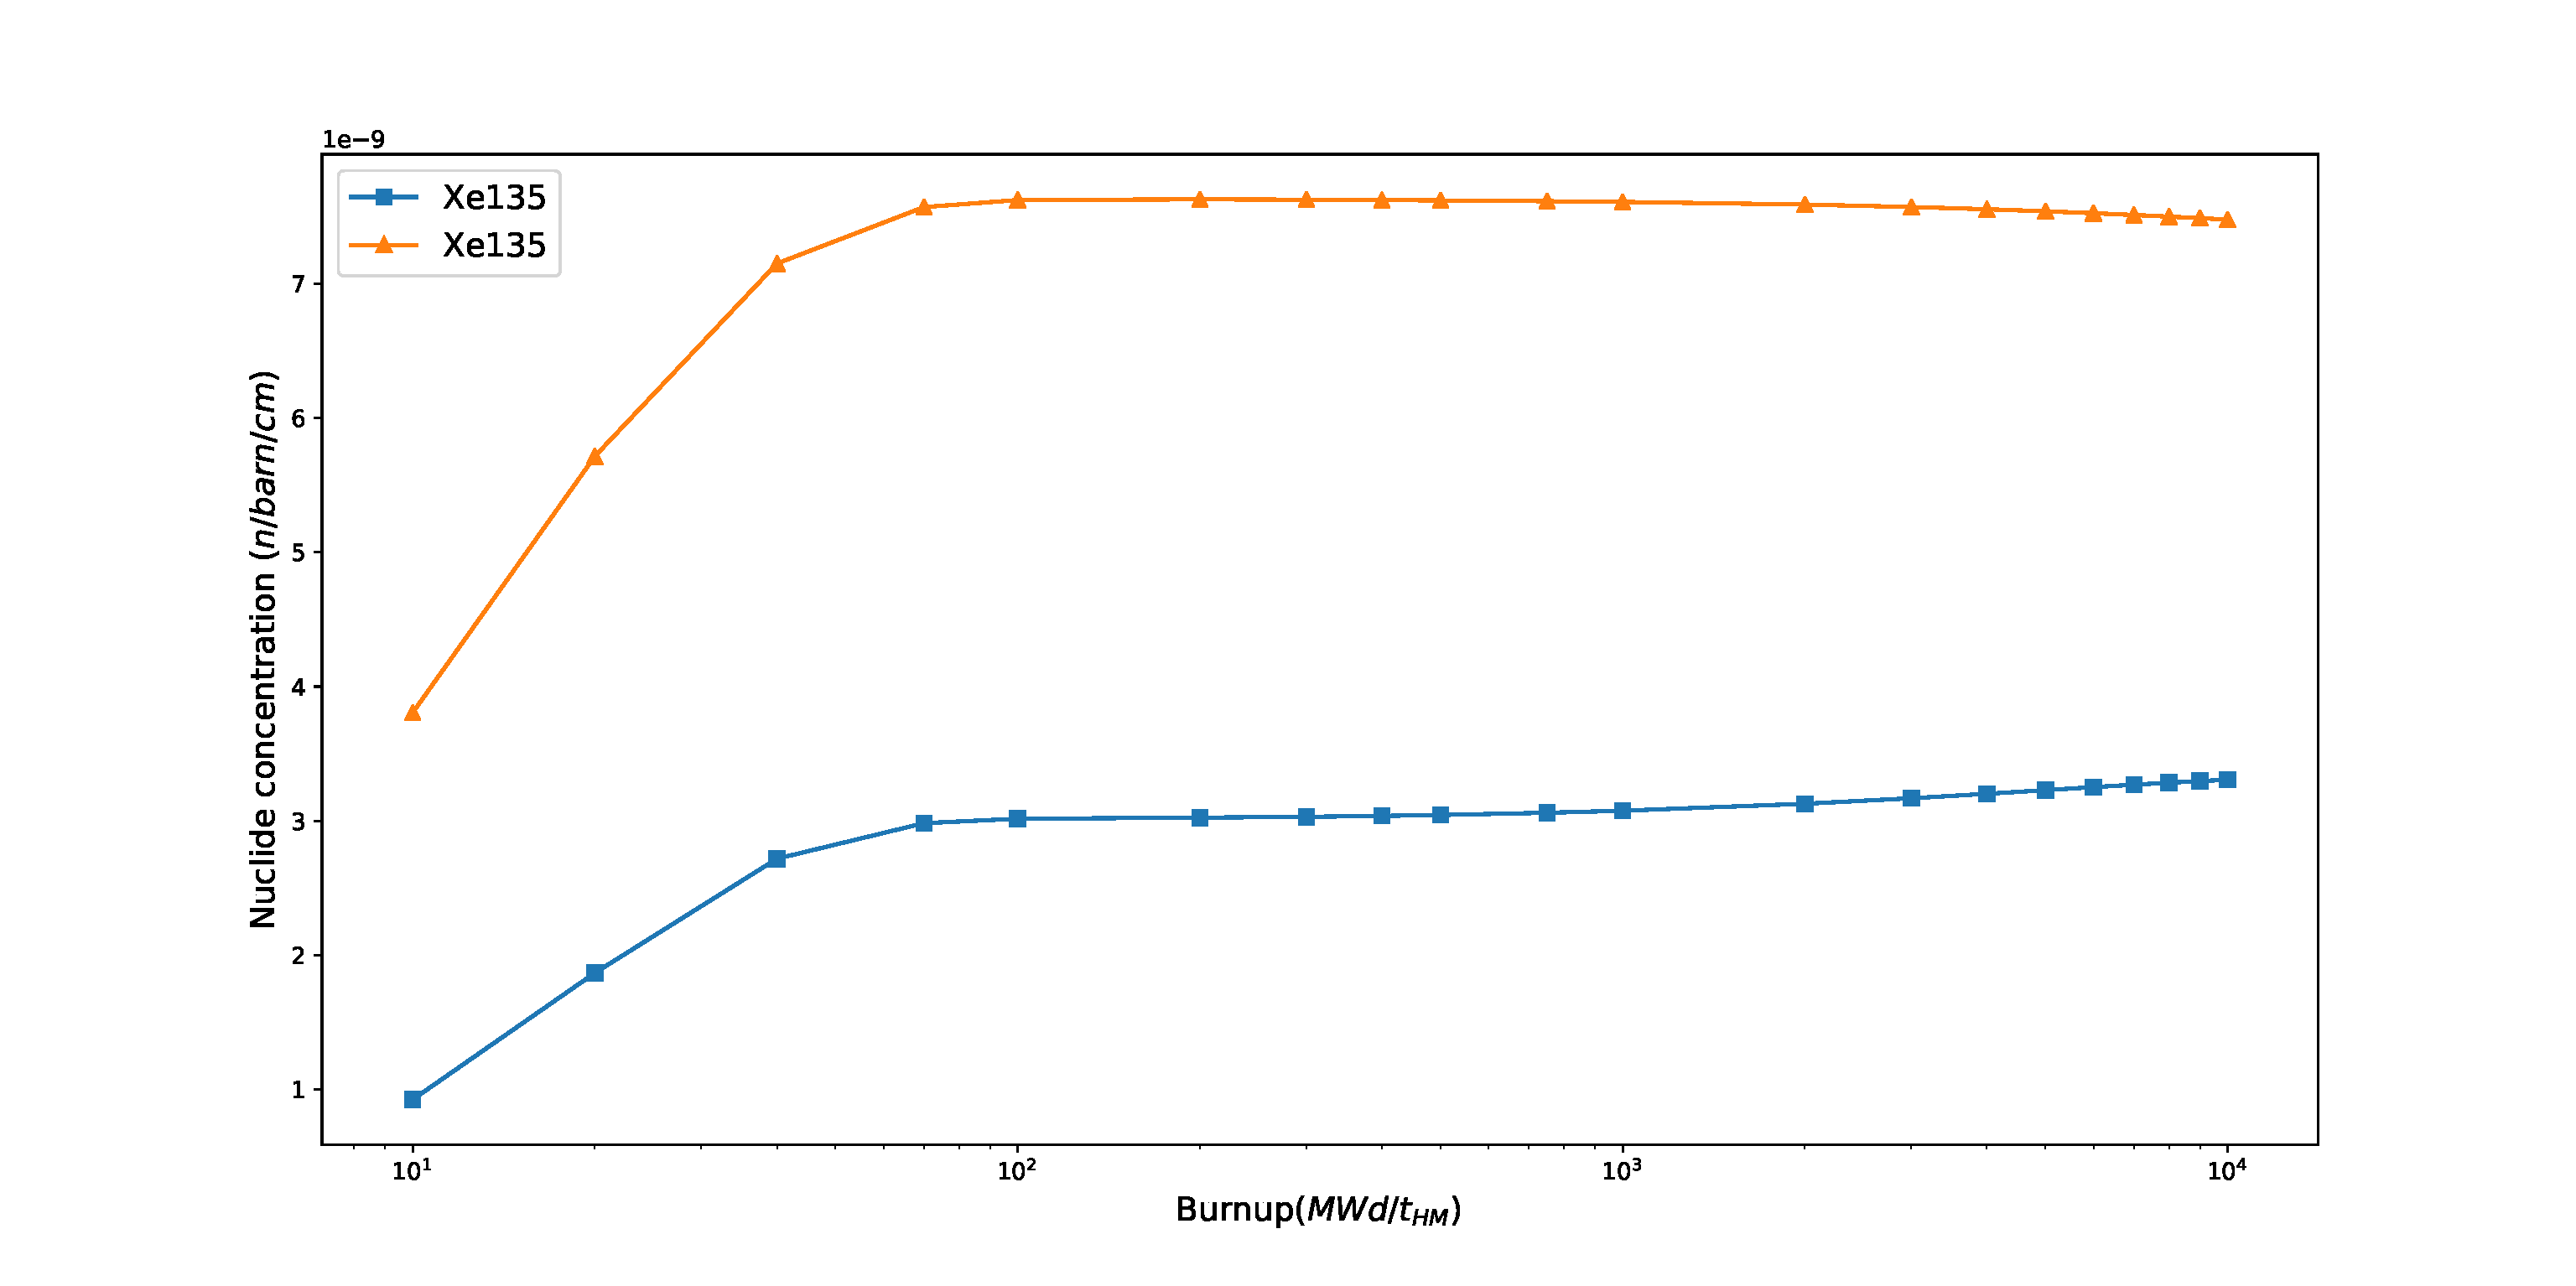 1e−9
Xe135
Xe135
7
6
5
4
3
2
1
Nuclide concentration (n/barn/cm)
10¹ 10² 10³ 10⁴
Burnup(MWd/t_HM)